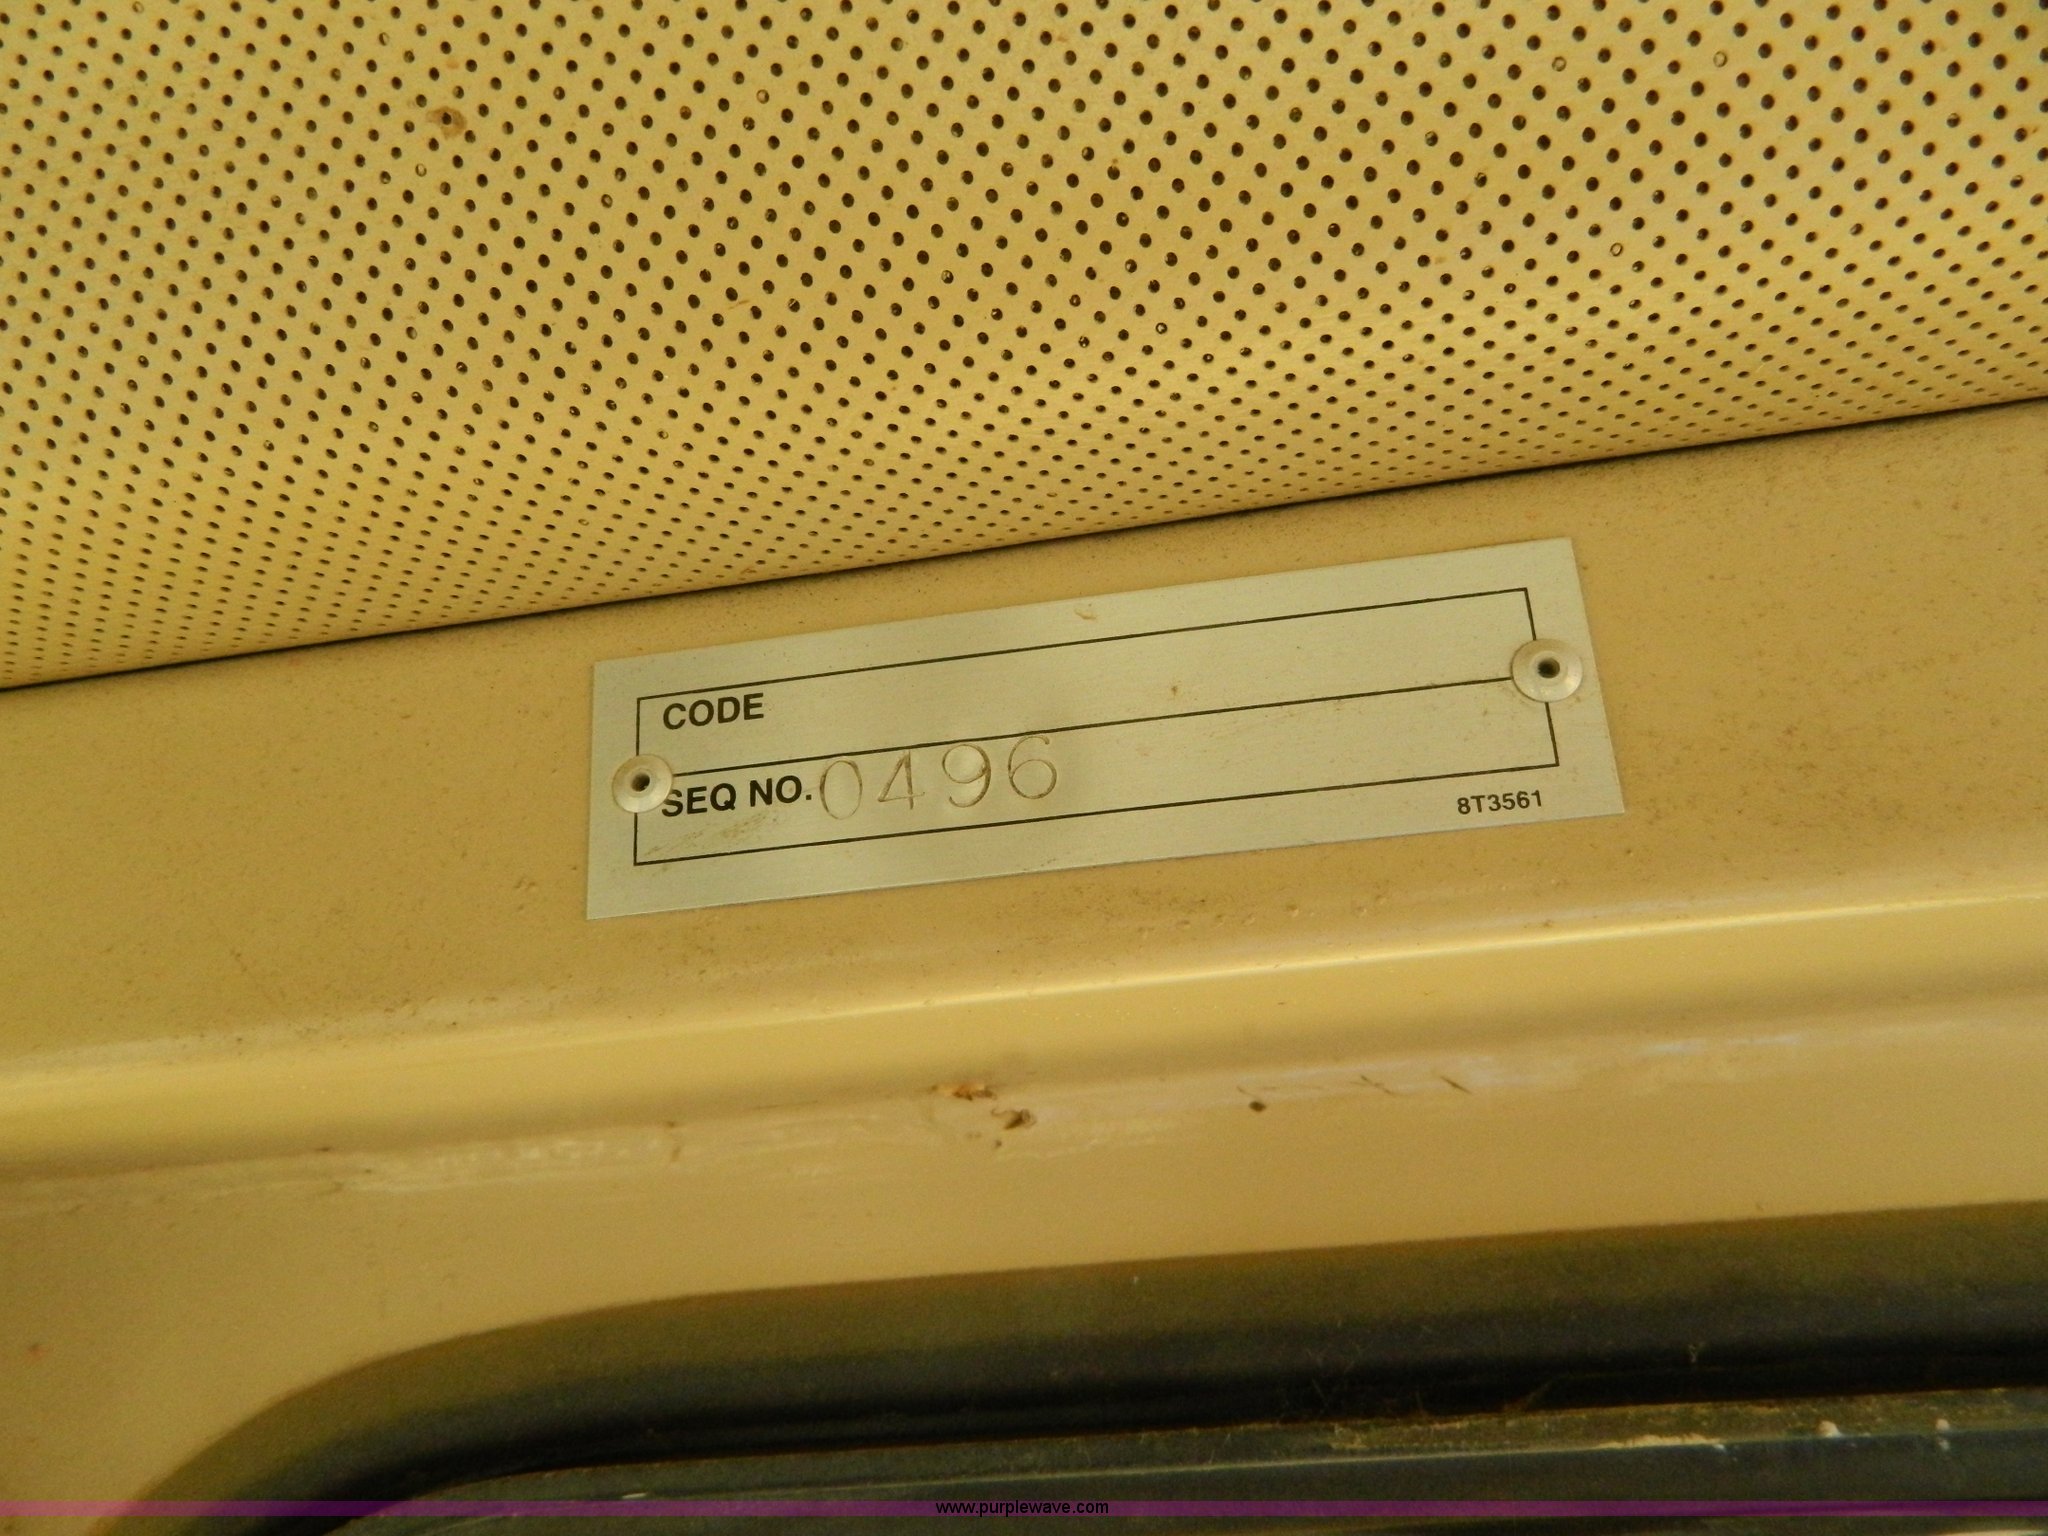 CODE
SEQ NO. 0496
8T3561
www.purplewave.com